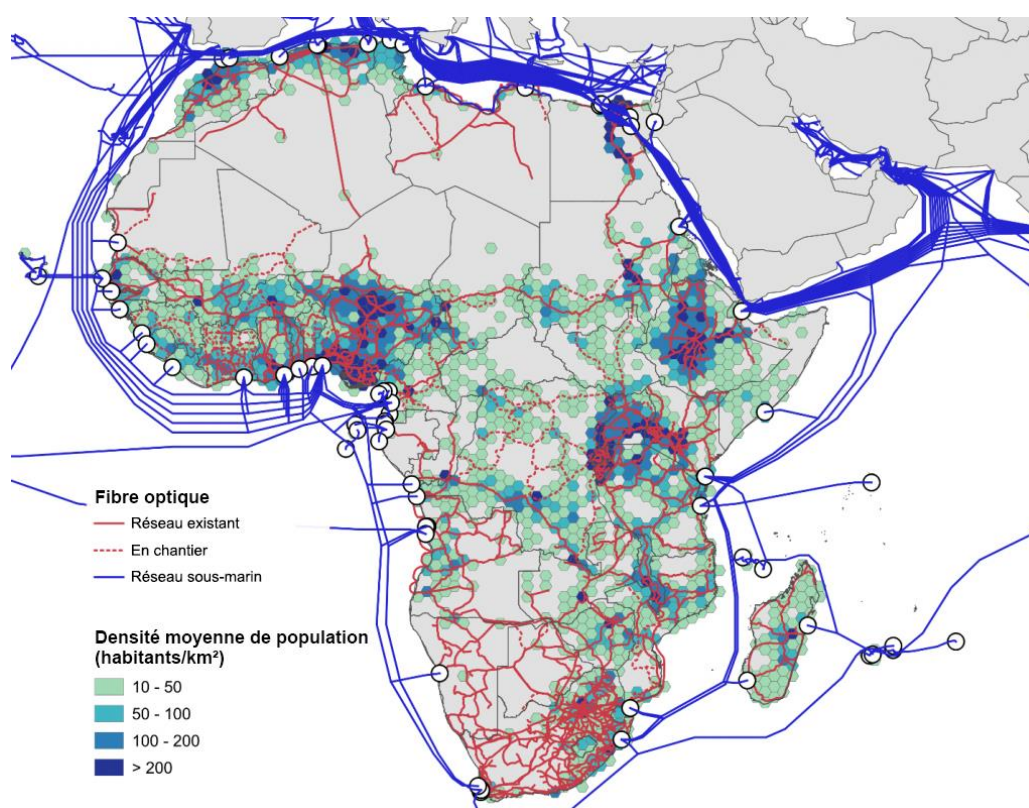 Fibre optique
Réseau existant
En chantier
Réseau sous-marin
Densité moyenne de population
(habitants/km²)
10 - 50
50 - 100
100 - 200
> 200